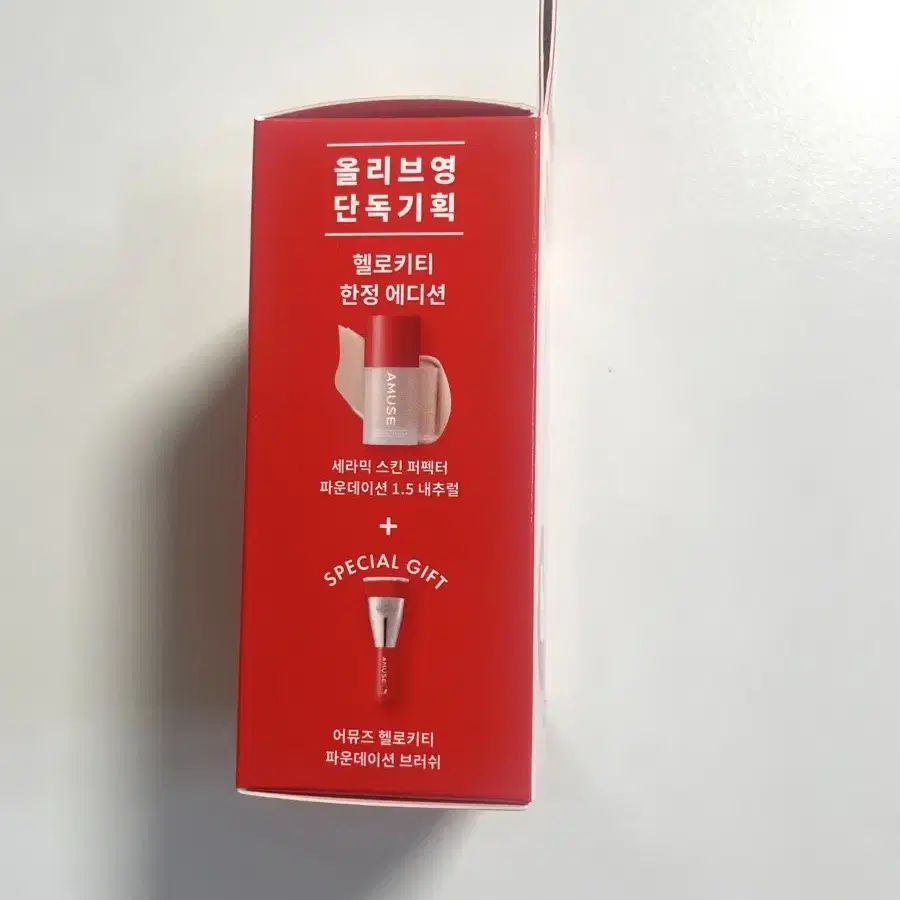 올리브영
단독기획
헬로키티
한정 에디션
AMUSE
세라믹 스킨 퍼펙터
파운데이션 1.5 내추럴
+
SPECIAL GIFT
AMUSE
어뮤즈 헬로키티
파운데이션 브러쉬